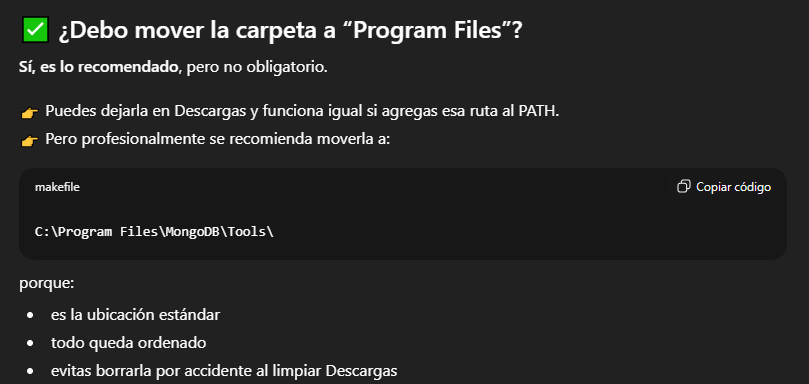 ✅ ¿Debo mover la carpeta a “Program Files”?
Sí, es lo recomendado, pero no obligatorio.
👉 Puedes dejarla en Descargas y funciona igual si agregas esa ruta al PATH.
👉 Pero profesionalmente se recomienda moverla a:
makefile
Copiar código
C:\Program Files\MongoDB\Tools\
porque:
• es la ubicación estándar
• todo queda ordenado
• evitas borrarla por accidente al limpiar Descargas